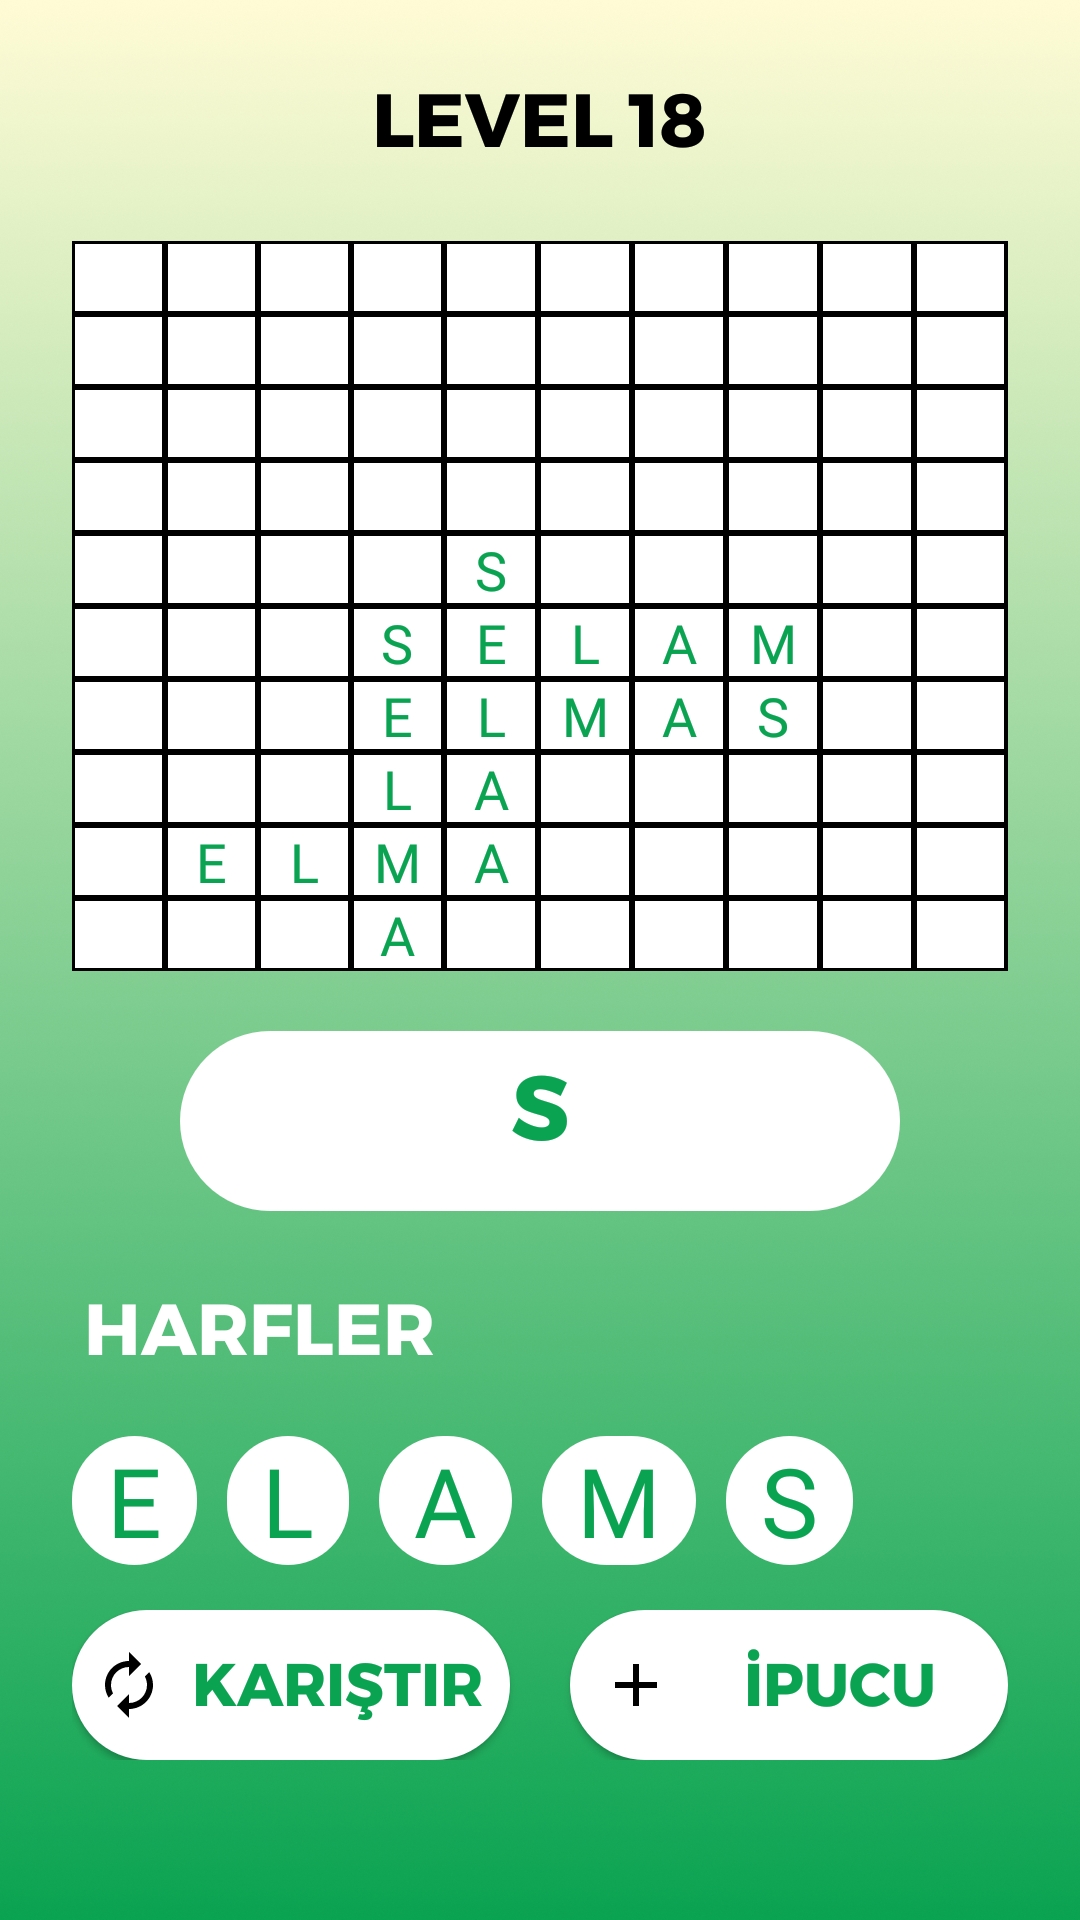 LEVEL 18
S
S E L A M
E L M A S
L A
E L M A
A
S
HARFLER
E L A M S
KARIŞTIR
İPUCU